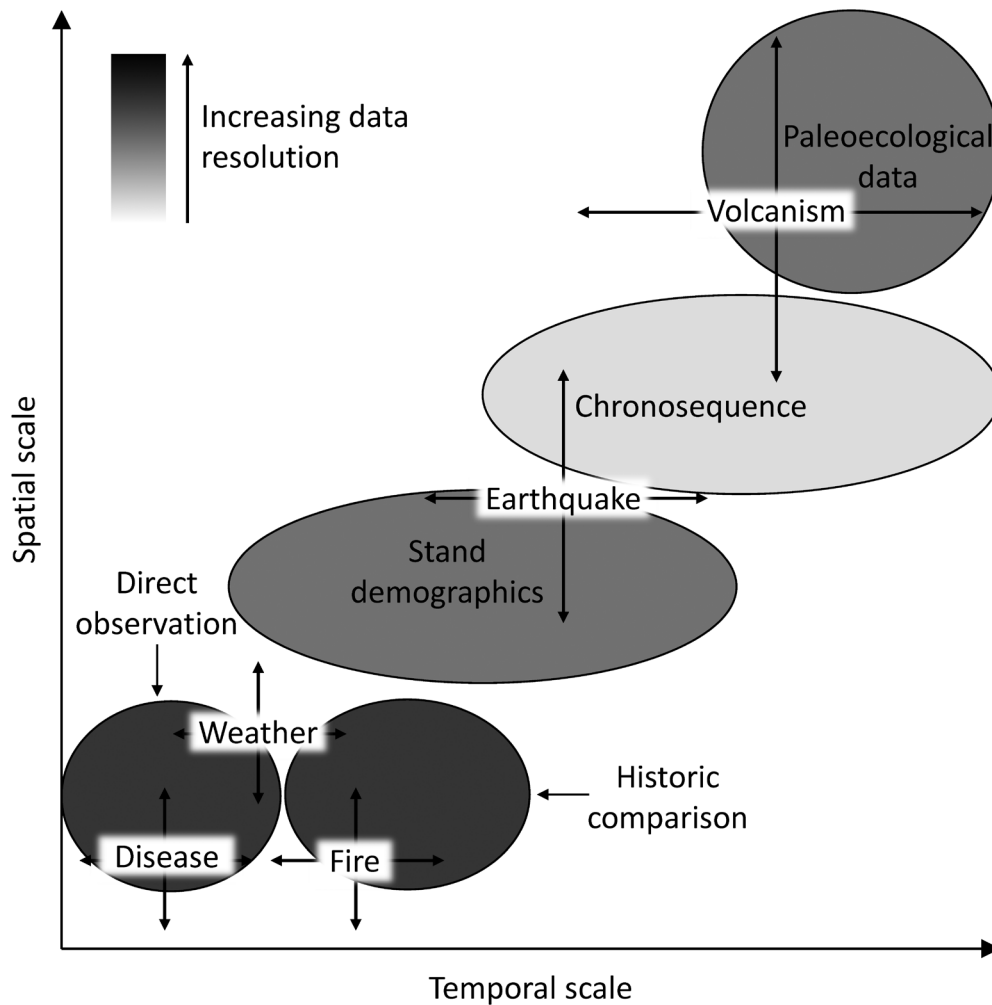 Increasing data
resolution
Paleoecological
data
Volcanism
Chronosequence
Earthquake
Stand
demographics
Direct
observation
Weather
Historic
comparison
Disease
Fire
Spatial scale
Temporal scale